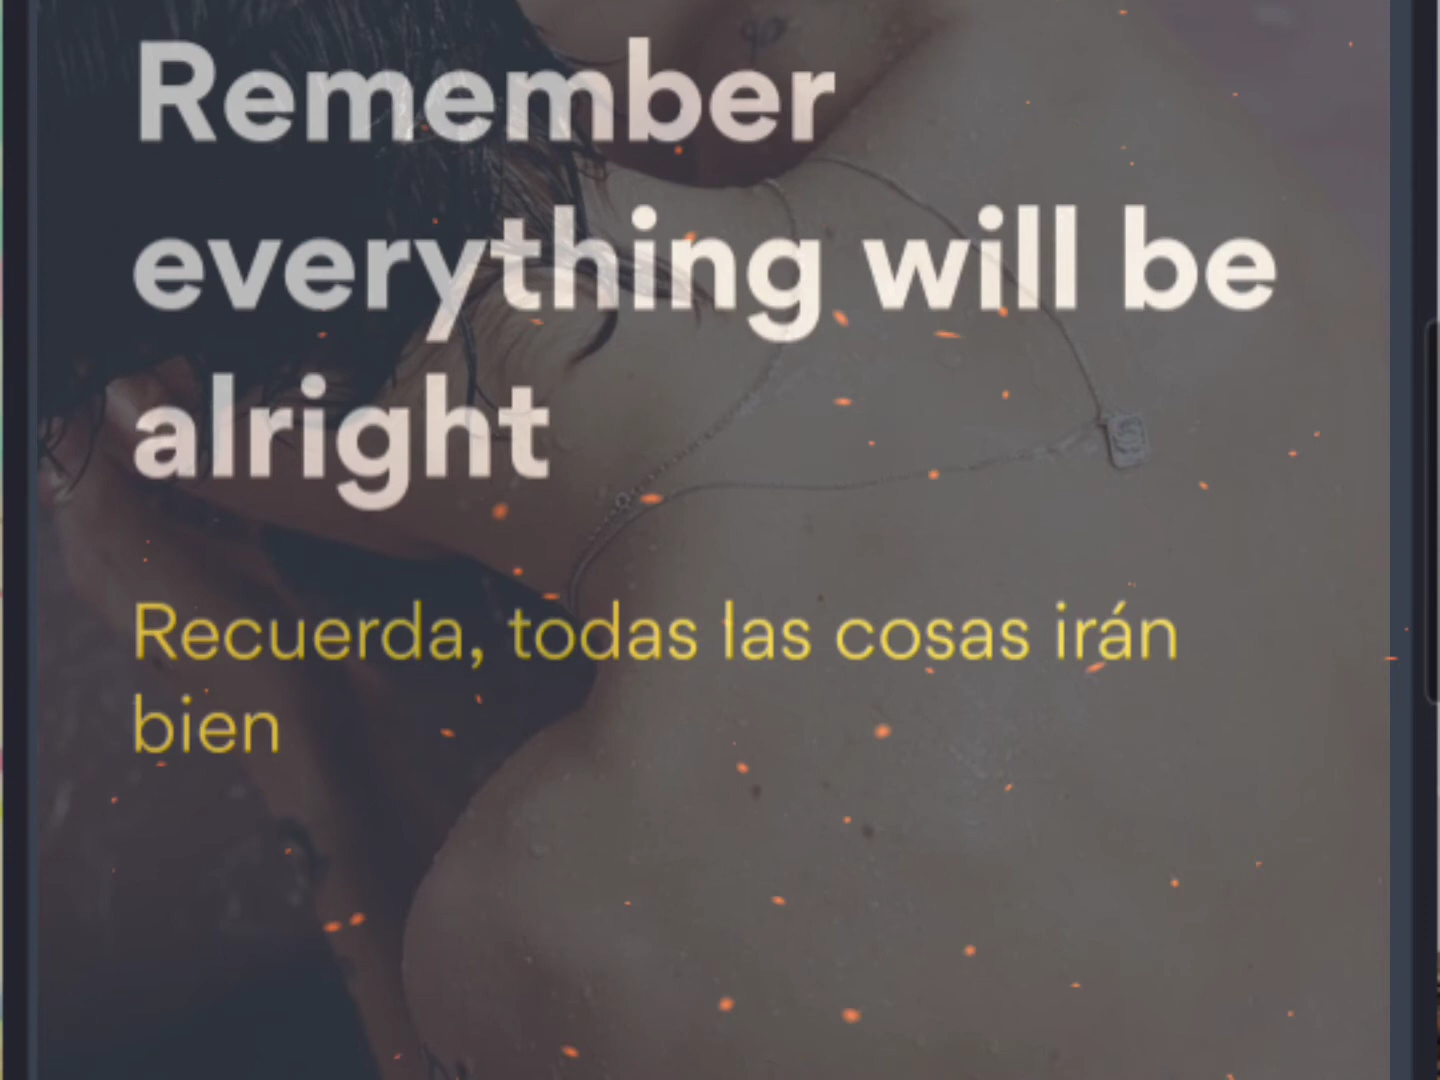 Remember
everything will be
alright
Recuerda, todas las cosas irán
bien